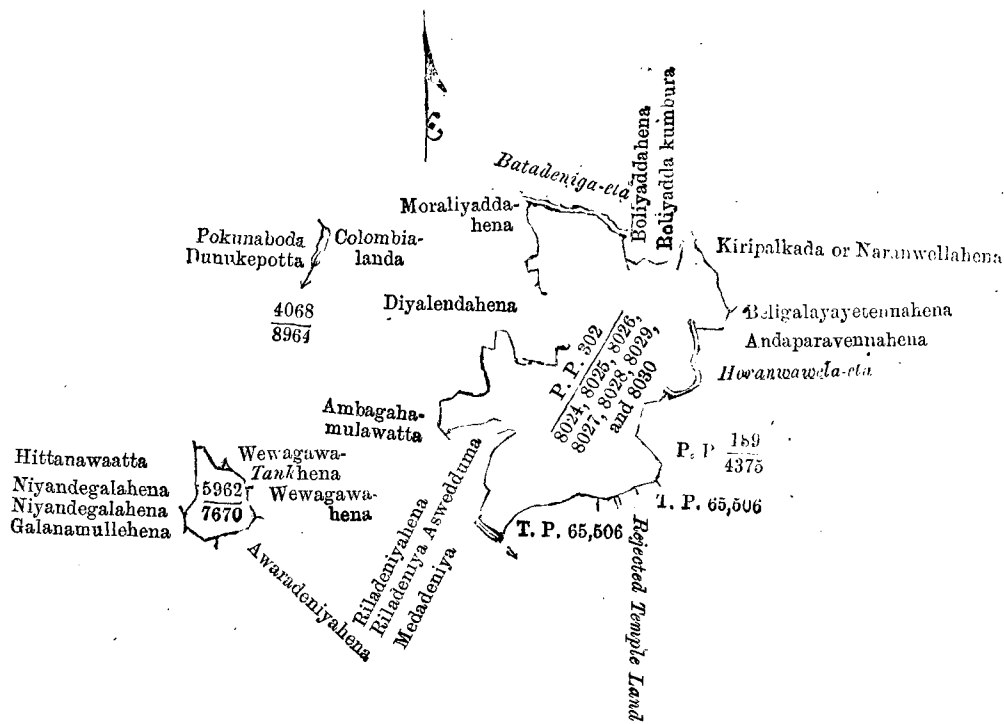 Batadeniga-ela
Boliyaddahena
Boliyadda kumbura
Moraliyadda-
hena
Pokunaboda
Dunukepotta
Colombia-
landa
Kiripalkada or Naranwellahena
4068
8964
Diyalendahena
Beligalayayetennahena
Andaparavennahena
Horanwawela-ela
P. P. 302
8024, 8025, 8026,
8027, 8028, 8029,
and 8030
Ambagaha-
mulawatta
P. P 189
4375
Hittanawaatta
Wewagawa-
Tank hena
Niyandegalahena
5962
7670
Wewagawa-
hena
Niyandegalahena
Galanamullehena
T. P. 65,506
T. P. 65,506
Awaradeniyahena
Riladeniyahena
Riladeniya Aswedduma
Medadeniya
Rejected Temple Land